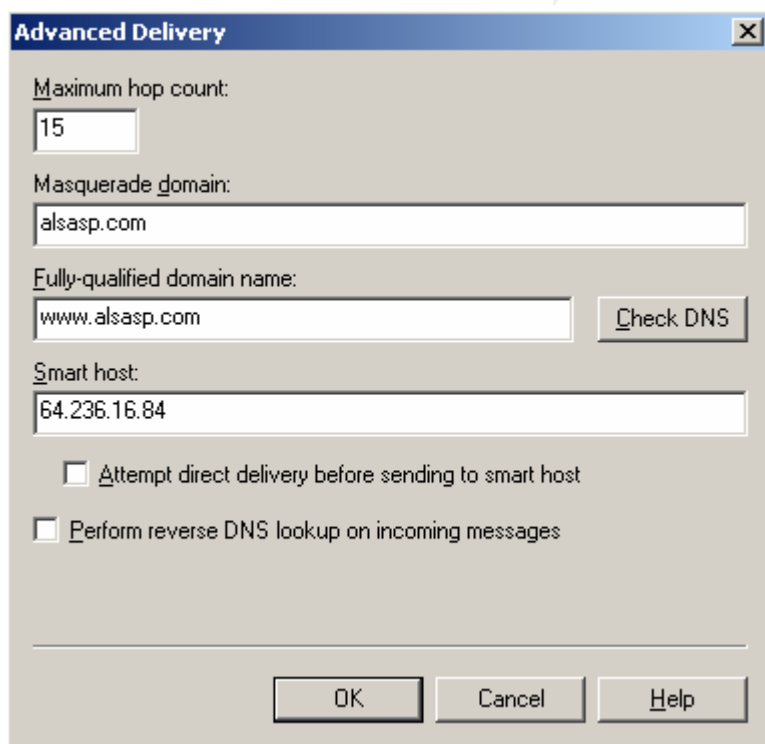 Advanced Delivery
Maximum hop count:
15
Masquerade domain:
alsasp.com
Fully-qualified domain name:
www.alsasp.com
Check DNS
Smart host:
64.236.16.84
Attempt direct delivery before sending to smart host
Perform reverse DNS lookup on incoming messages
OK Cancel Help